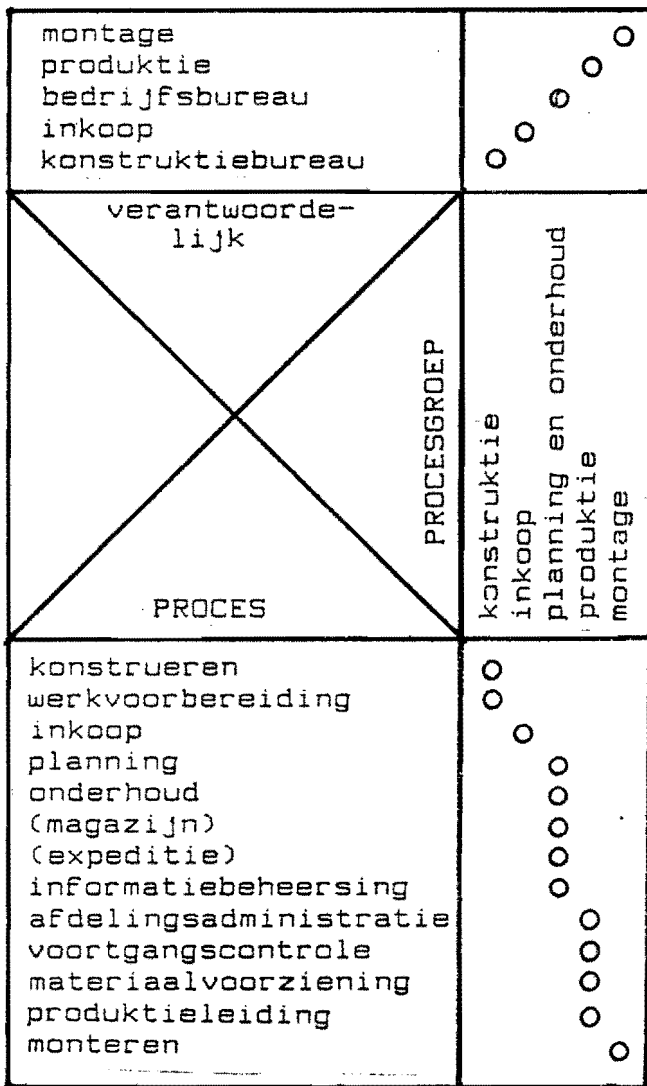 montage
produktie
bedrijfsbureau
inkoop
konstruktiebureau
verantwoorde-
lijk
PROCESGROEP
PROCES
konstruktie
inkoop
planning en onderhoud
produktie
montage
konstrueren
werkvoorbereiding
inkoop
planning
onderhoud
(magazijn)
(expeditie)
informatiebeheersing
afdelingsadministratie
voortgangscontrole
materiaalvoorziening
produktieleiding
monteren